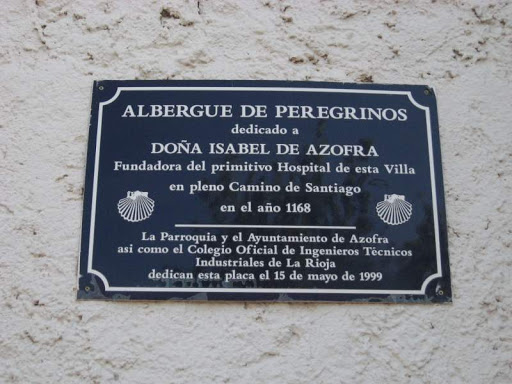 ALBERGUE DE PEREGRINOS
dedicado a
DOÑA ISABEL DE AZOFRA
Fundadora del primitivo Hospital de esta Villa
en pleno Camino de Santiago
en el año 1168
La Parroquia y el Ayuntamiento de Azofra
asi como el Colegio Oficial de Ingenieros Técnicos
Industriales de La Rioja
dedican esta placa el 15 de mayo de 1999